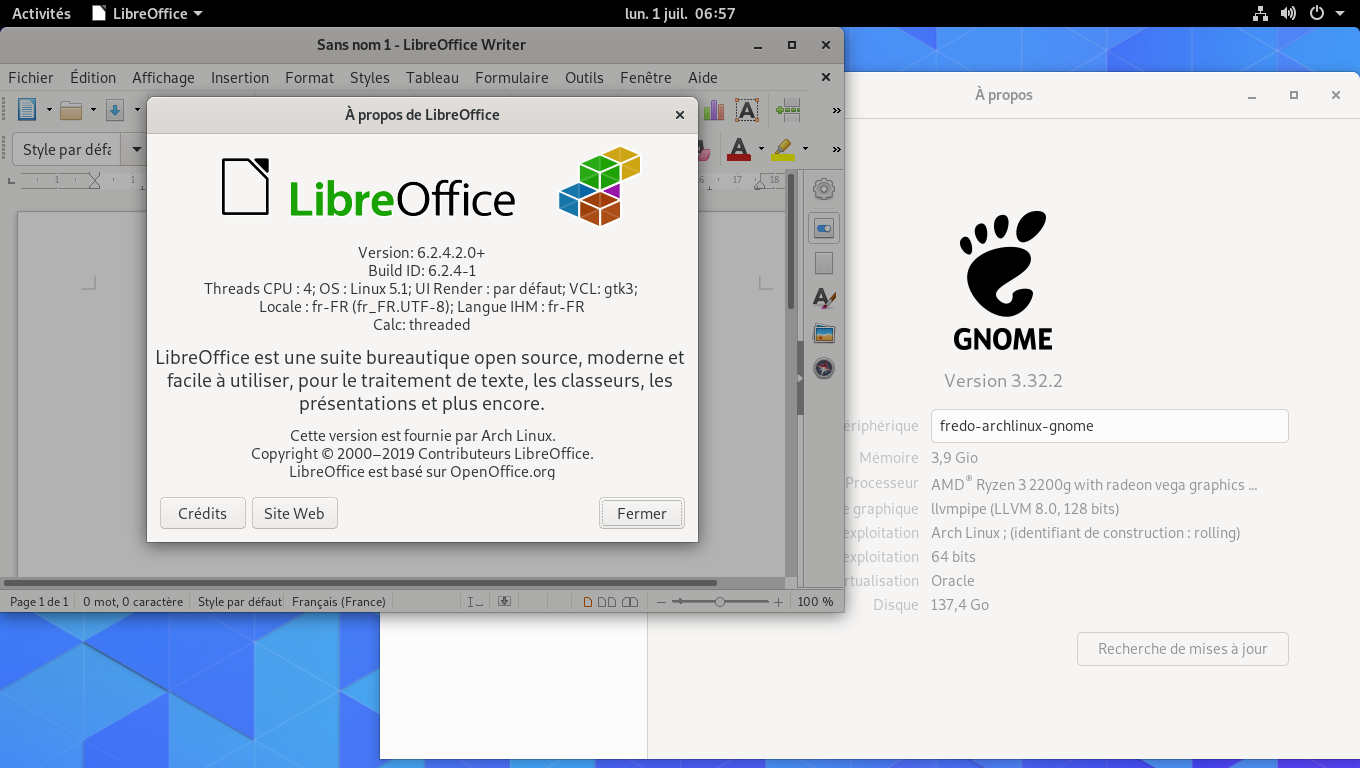 Activités LibreOffice lun. 1 juil. 06:57
Sans nom 1 - LibreOffice Writer
Fichier Édition Affichage Insertion Format Styles Tableau Formulaire Outils Fenêtre Aide
Style par défa
1 1 16 17 18
À propos de LibreOffice
LibreOffice
Version: 6.2.4.2.0+
Build ID: 6.2.4-1
Threads CPU : 4; OS : Linux 5.1; UI Render : par défaut; VCL: gtk3;
Locale : fr-FR (fr_FR.UTF-8); Langue IHM : fr-FR
Calc: threaded
LibreOffice est une suite bureautique open source, moderne et
facile à utiliser, pour le traitement de texte, les classeurs, les
présentations et plus encore.
Cette version est fournie par Arch Linux.
Copyright © 2000–2019 Contributeurs LibreOffice.
LibreOffice est basé sur OpenOffice.org
Crédits Site Web Fermer
Page 1 de 1 0 mot, 0 caractère Style par défaut Français (France) 100 %
À propos
GNOME
Version 3.32.2
ériphérique fredo-archlinux-gnome
Mémoire 3,9 Gio
Processeur AMD® Ryzen 3 2200g with radeon vega graphics ...
e graphique llvmpipe (LLVM 8.0, 128 bits)
exploitation Arch Linux ; (identifiant de construction : rolling)
exploitation 64 bits
rtualisation Oracle
Disque 137,4 Go
Recherche de mises à jour